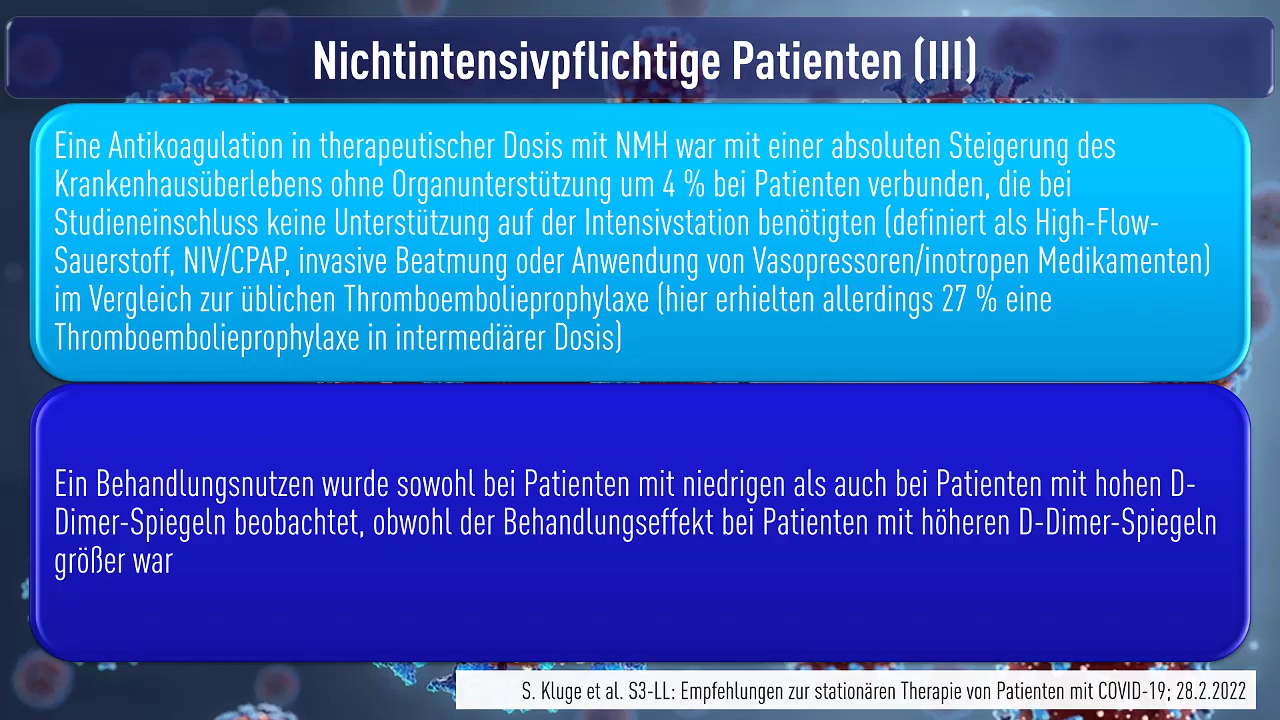 Nichtintensivpflichtige Patienten (III)
Eine Antikoagulation in therapeutischer Dosis mit NMH war mit einer absoluten Steigerung des
Krankenhausüberlebens ohne Organunterstützung um 4 % bei Patienten verbunden, die bei
Studieneinschluss keine Unterstützung auf der Intensivstation benötigten (definiert als High-Flow-
Sauerstoff, NIV/CPAP, invasive Beatmung oder Anwendung von Vasopressoren/inotropen Medikamenten)
im Vergleich zur üblichen Thromboembolieprophylaxe (hier erhielten allerdings 27 % eine
Thromboembolieprophylaxe in intermediärer Dosis)
Ein Behandlungsnutzen wurde sowohl bei Patienten mit niedrigen als auch bei Patienten mit hohen D-
Dimer-Spiegeln beobachtet, obwohl der Behandlungseffekt bei Patienten mit höheren D-Dimer-Spiegeln
größer war
S. Kluge et al. S3-LL: Empfehlungen zur stationären Therapie von Patienten mit COVID-19; 28.2.2022